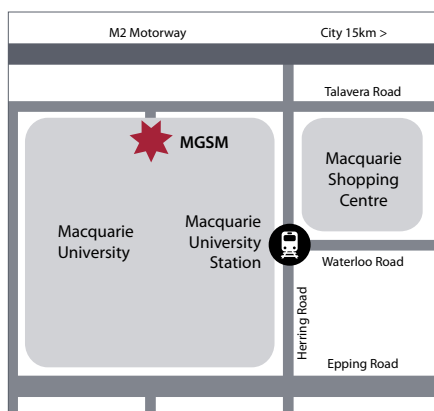 M2 Motorway
City 15km >
Talavera Road
MGSM
Macquarie
Shopping
Centre
Macquarie
University
Macquarie
University
Station
Waterloo Road
Herring Road
Epping Road